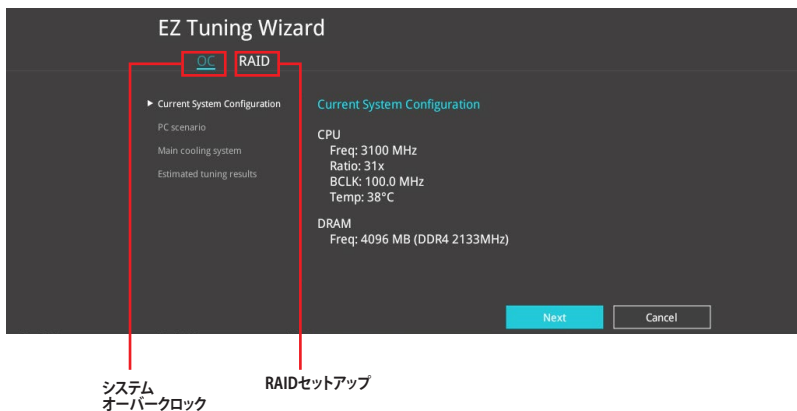 EZ Tuning Wizard
OC RAID
Current System Configuration
PC scenario
Main cooling system
Estimated tuning results
Current System Configuration
CPU
Freq: 3100 MHz
Ratio: 31x
BCLK: 100.0 MHz
Temp: 38°C
DRAM
Freq: 4096 MB (DDR4 2133MHz)
Next Cancel
システム
オーバークロック
RAIDセットアップ